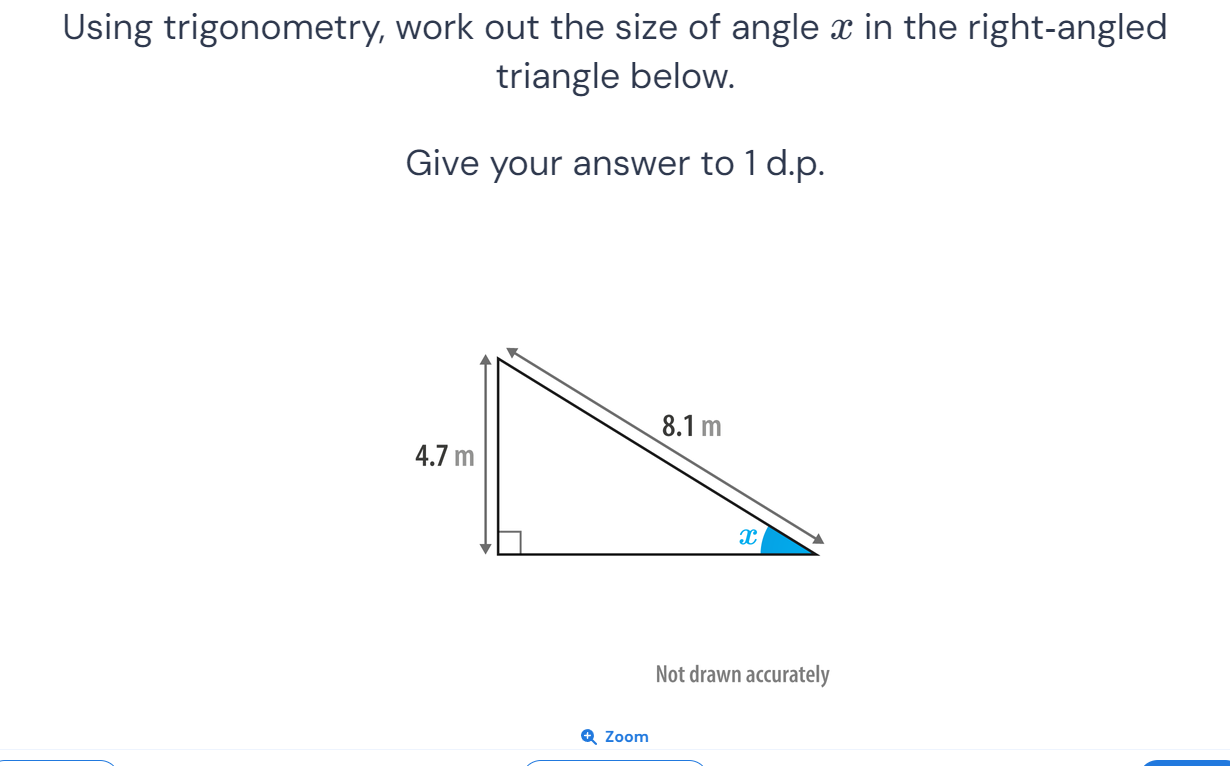 Using trigonometry, work out the size of angle x in the right-angled
triangle below.
Give your answer to 1 d.p.
8.1 m
4.7 m
x
Not drawn accurately
Zoom